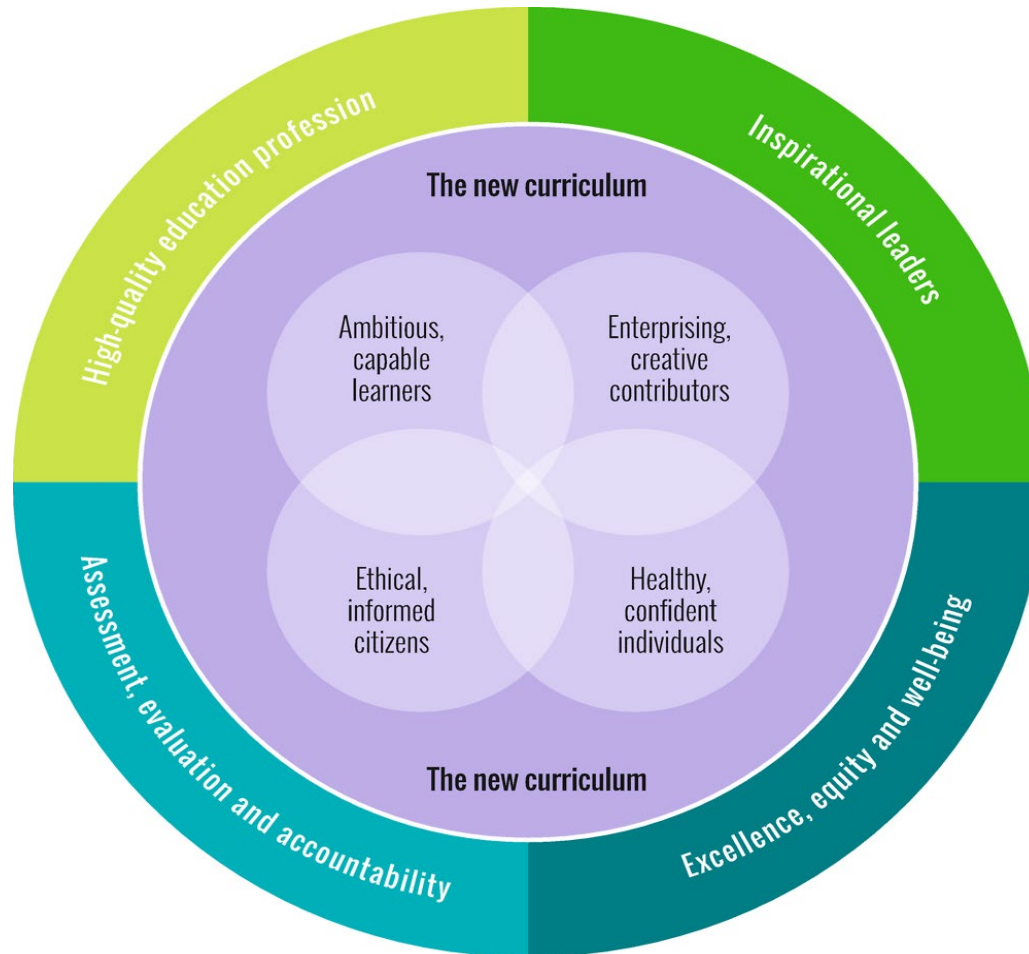 High-quality education profession
Inspirational leaders
The new curriculum
Ambitious,
capable
learners
Enterprising,
creative
contributors
Ethical,
informed
citizens
Healthy,
confident
individuals
The new curriculum
Assessment, evaluation and accountability
Excellence, equity and well-being